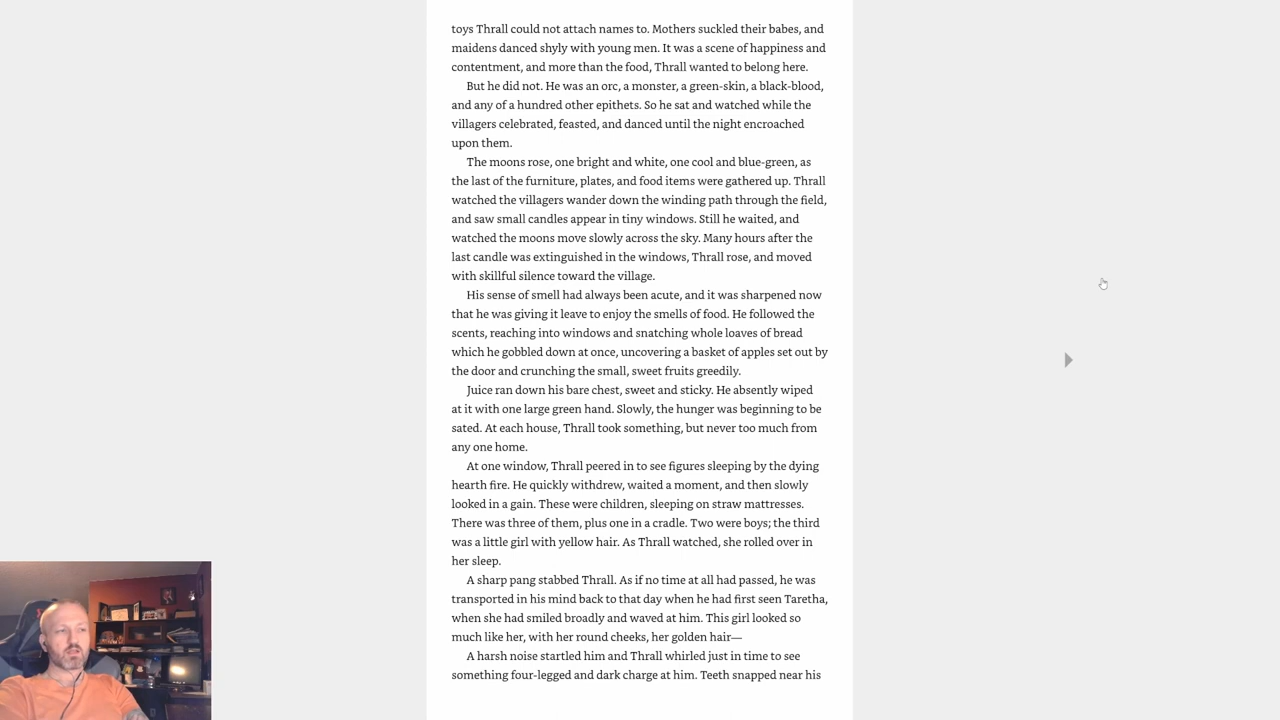 toys Thrall could not attach names to. Mothers suckled their babes, and
maidens danced shyly with young men. It was a scene of happiness and
contentment, and more than the food, Thrall wanted to belong here.
But he did not. He was an orc, a monster, a green-skin, a black-blood,
and any of a hundred other epithets. So he sat and watched while the
villagers celebrated, feasted, and danced until the night encroached
upon them.
The moons rose, one bright and white, one cool and blue-green, as
the last of the furniture, plates, and food items were gathered up. Thrall
watched the villagers wander down the winding path through the field,
and saw small candles appear in tiny windows. Still he waited, and
watched the moons move slowly across the sky. Many hours after the
last candle was extinguished in the windows, Thrall rose, and moved
with skillful silence toward the village.
His sense of smell had always been acute, and it was sharpened now
that he was giving it leave to enjoy the smells of food. He followed the
scents, reaching into windows and snatching whole loaves of bread
which he gobbled down at once, uncovering a basket of apples set out by
the door and crunching the small, sweet fruits greedily.
Juice ran down his bare chest, sweet and sticky. He absently wiped
at it with one large green hand. Slowly, the hunger was beginning to be
sated. At each house, Thrall took something, but never too much from
any one home.
At one window, Thrall peered in to see figures sleeping by the dying
hearth fire. He quickly withdrew, waited a moment, and then slowly
looked in a gain. These were children, sleeping on straw mattresses.
There was three of them, plus one in a cradle. Two were boys; the third
was a little girl with yellow hair. As Thrall watched, she rolled over in
her sleep.
A sharp pang stabbed Thrall. As if no time at all had passed, he was
transported in his mind back to that day when he had first seen Taretha,
when she had smiled broadly and waved at him. This girl looked so
much like her, with her round cheeks, her golden hair—
A harsh noise startled him and Thrall whirled just in time to see
something four-legged and dark charge at him. Teeth snapped near his